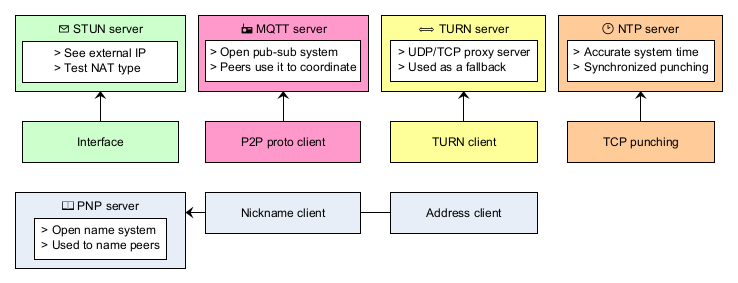 STUN server
> See external IP
> Test NAT type
Interface
MQTT server
> Open pub-sub system
> Peers use it to coordinate
P2P proto client
TURN server
> UDP/TCP proxy server
> Used as a fallback
TURN client
NTP server
> Accurate system time
> Synchronized punching
TCP punching
PNP server
> Open name system
> Used to name peers
Nickname client
Address client